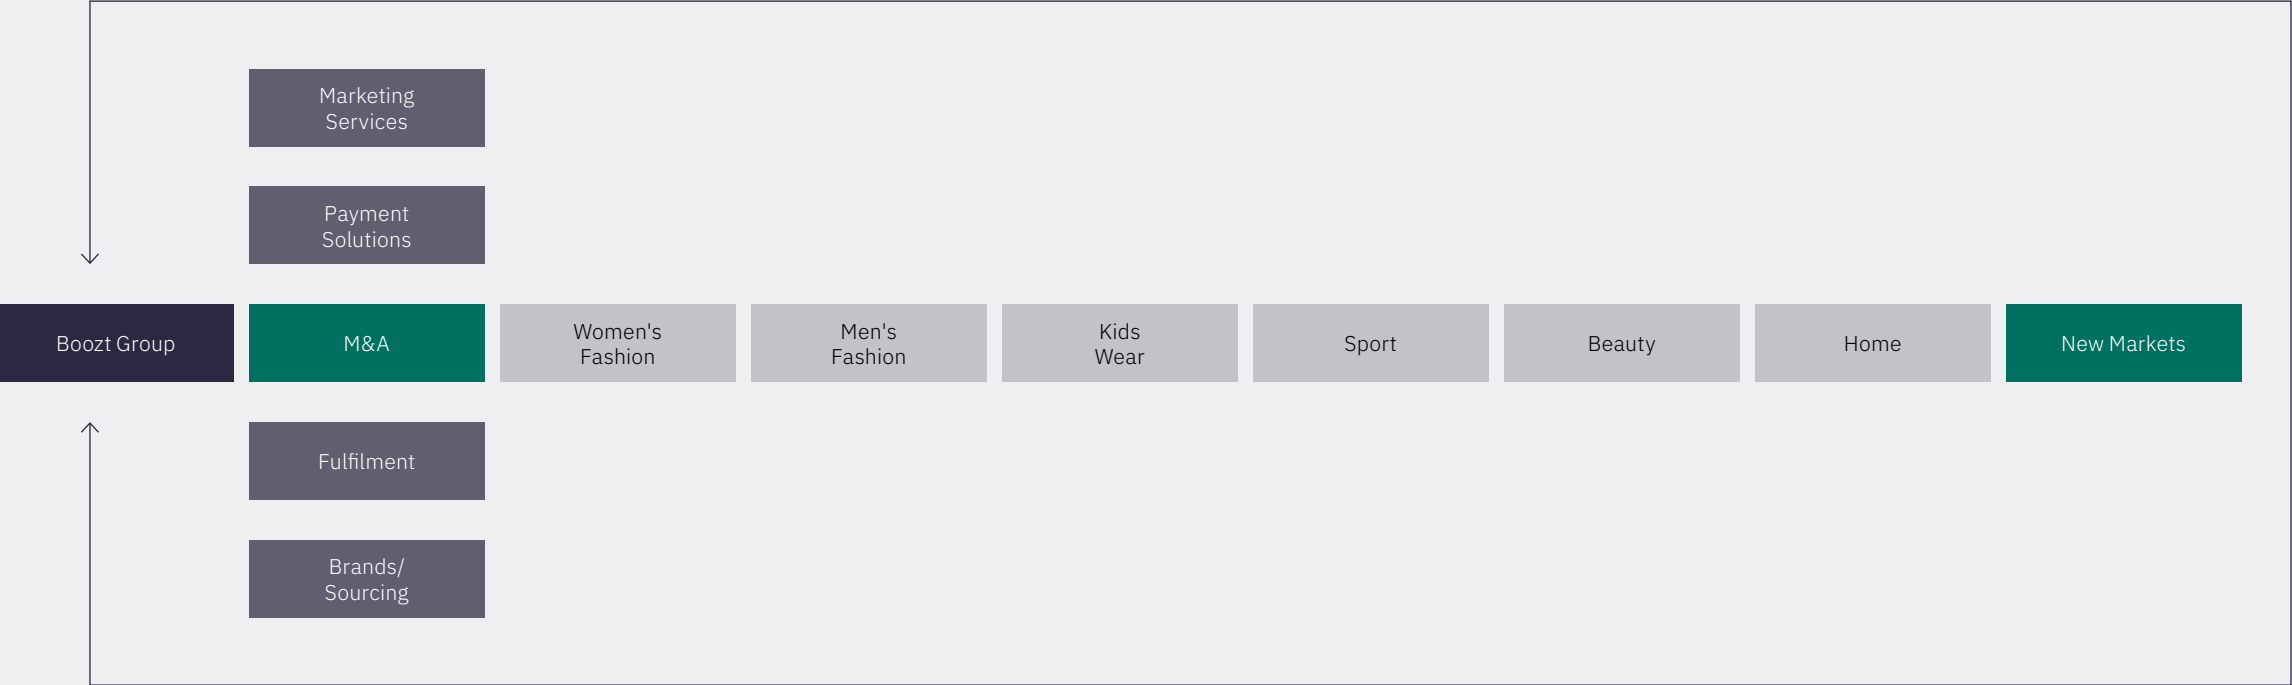 Marketing
Services
Payment
Solutions
Boozt Group
M&A
Women's
Fashion
Men's
Fashion
Kids
Wear
Sport
Beauty
Home
New Markets
Fulfilment
Brands/
Sourcing